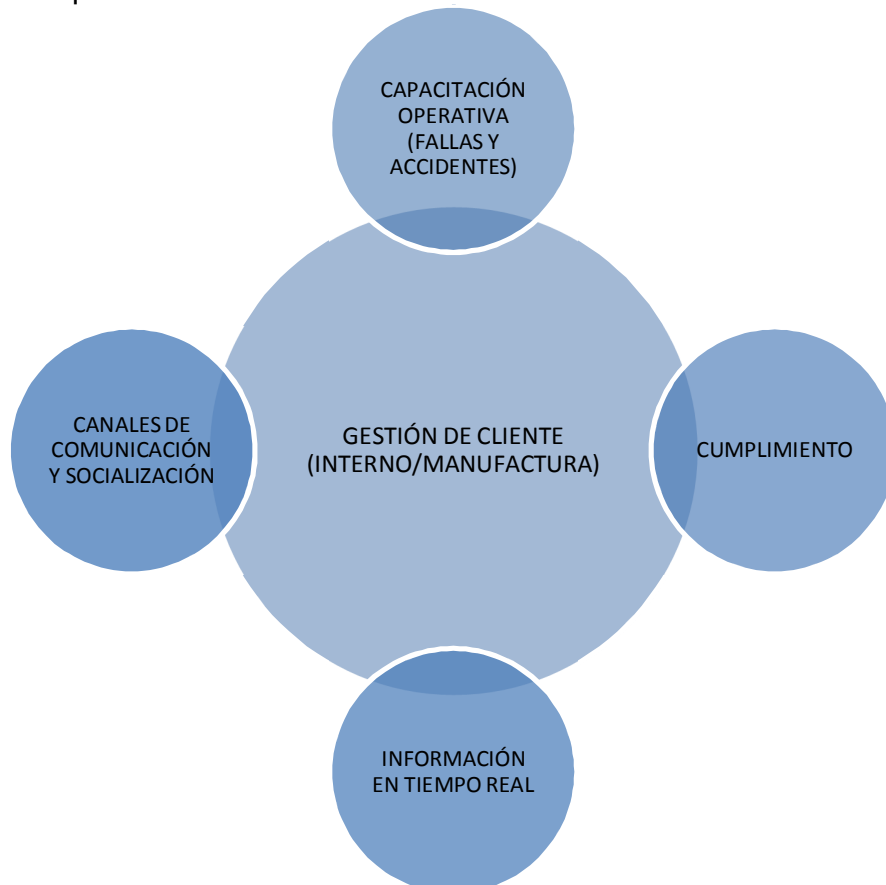 CAPACITACIÓN
OPERATIVA
(FALLAS Y
ACCIDENTES)
CANALES DE
COMUNICACIÓN
Y SOCIALIZACIÓN
GESTIÓN DE CLIENTE
(INTERNO/MANUFACTURA)
CUMPLIMIENTO
INFORMACIÓN
EN TIEMPO REAL